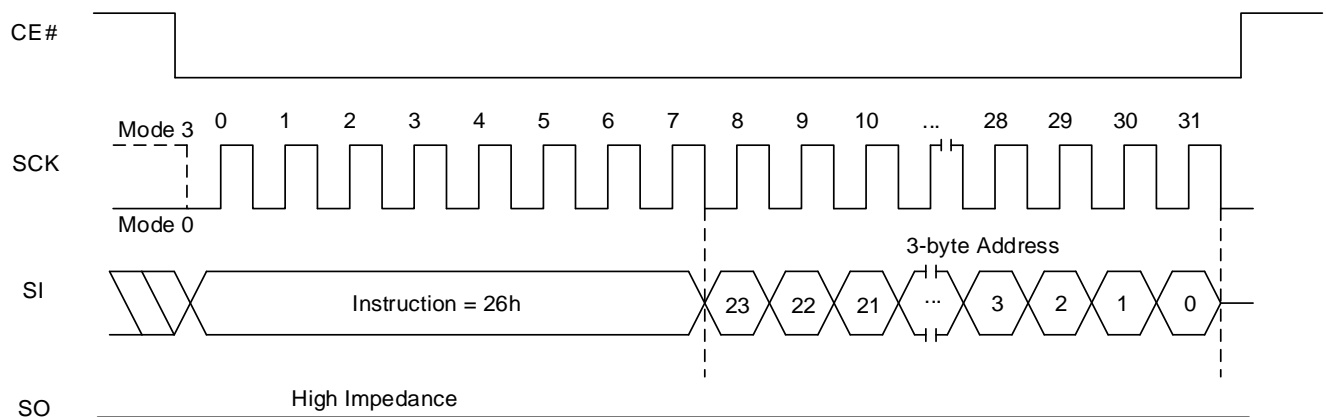 CE#
0 1 2 3 4 5 6 7 8 9 10 ... 28 29 30 31
Mode 3
SCK
Mode 0
3-byte Address
SI
Instruction = 26h 23 22 21 ... 3 2 1 0
High Impedance
SO